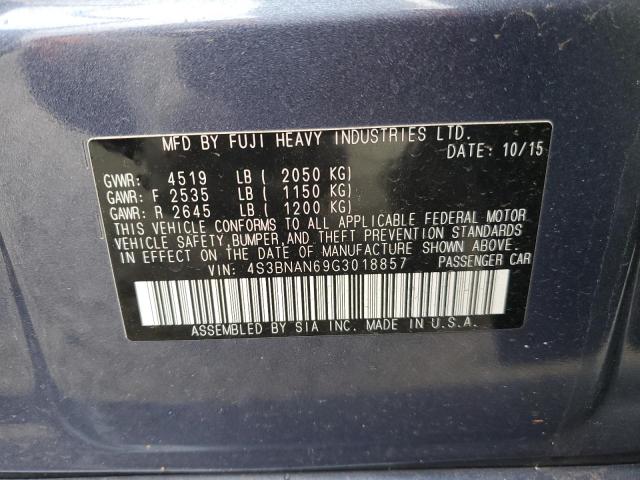 MFD BY FUJI HEAVY INDUSTRIES LTD.
DATE: 10/15
GVWR: 4519 LB ( 2050 KG)
GAWR: F 2535 LB ( 1150 KG)
GAWR: R 2645 LB ( 1200 KG)
THIS VEHICLE CONFORMS TO ALL APPLICABLE FEDERAL MOTOR
VEHICLE SAFETY, BUMPER, AND THEFT PREVENTION STANDARDS
IN EFFECT ON THE DATE OF MANUFACTURE SHOWN ABOVE.
VIN: 4S3BNAN69G3018857 PASSENGER CAR
ASSEMBLED BY SIA INC. MADE IN U.S.A.